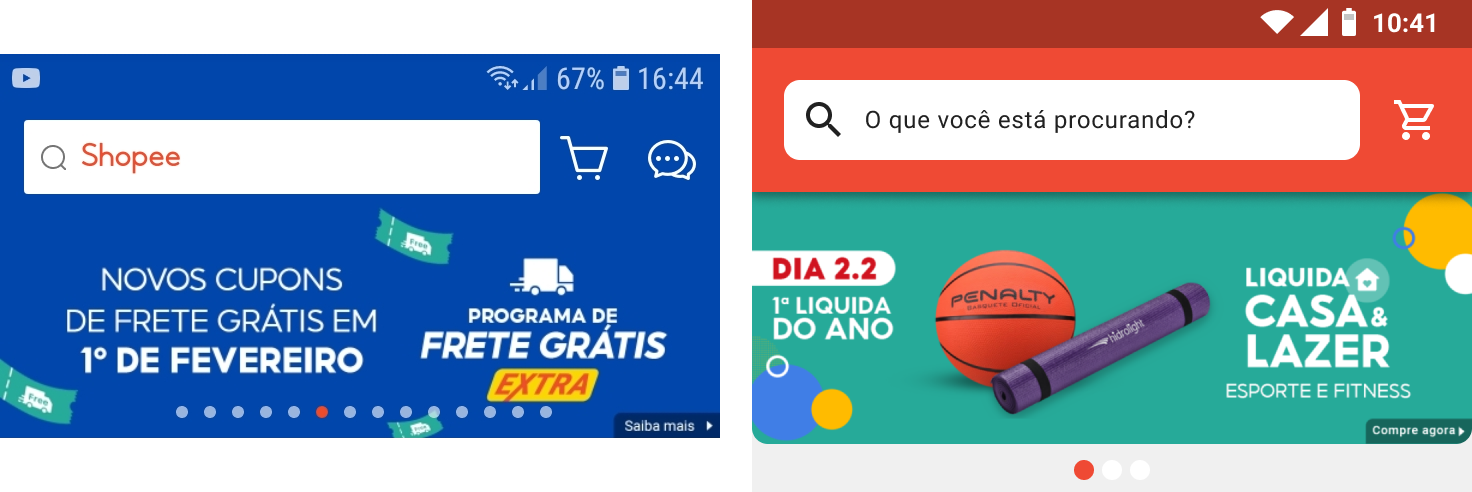 67% 16:44
Shopee
Free
NOVOS CUPONS
DE FRETE GRÁTIS EM
1º DE FEVEREIRO
PROGRAMA DE
FRETE GRÁTIS
EXTRA
Free
Saiba mais
10:41
O que você está procurando?
DIA 2.2
1ª LIQUIDA
DO ANO
PENALTY
BASQUETE OFICIAL
hidrolight
LIQUIDA
CASA &
LAZER
ESPORTE E FITNESS
Compre agora